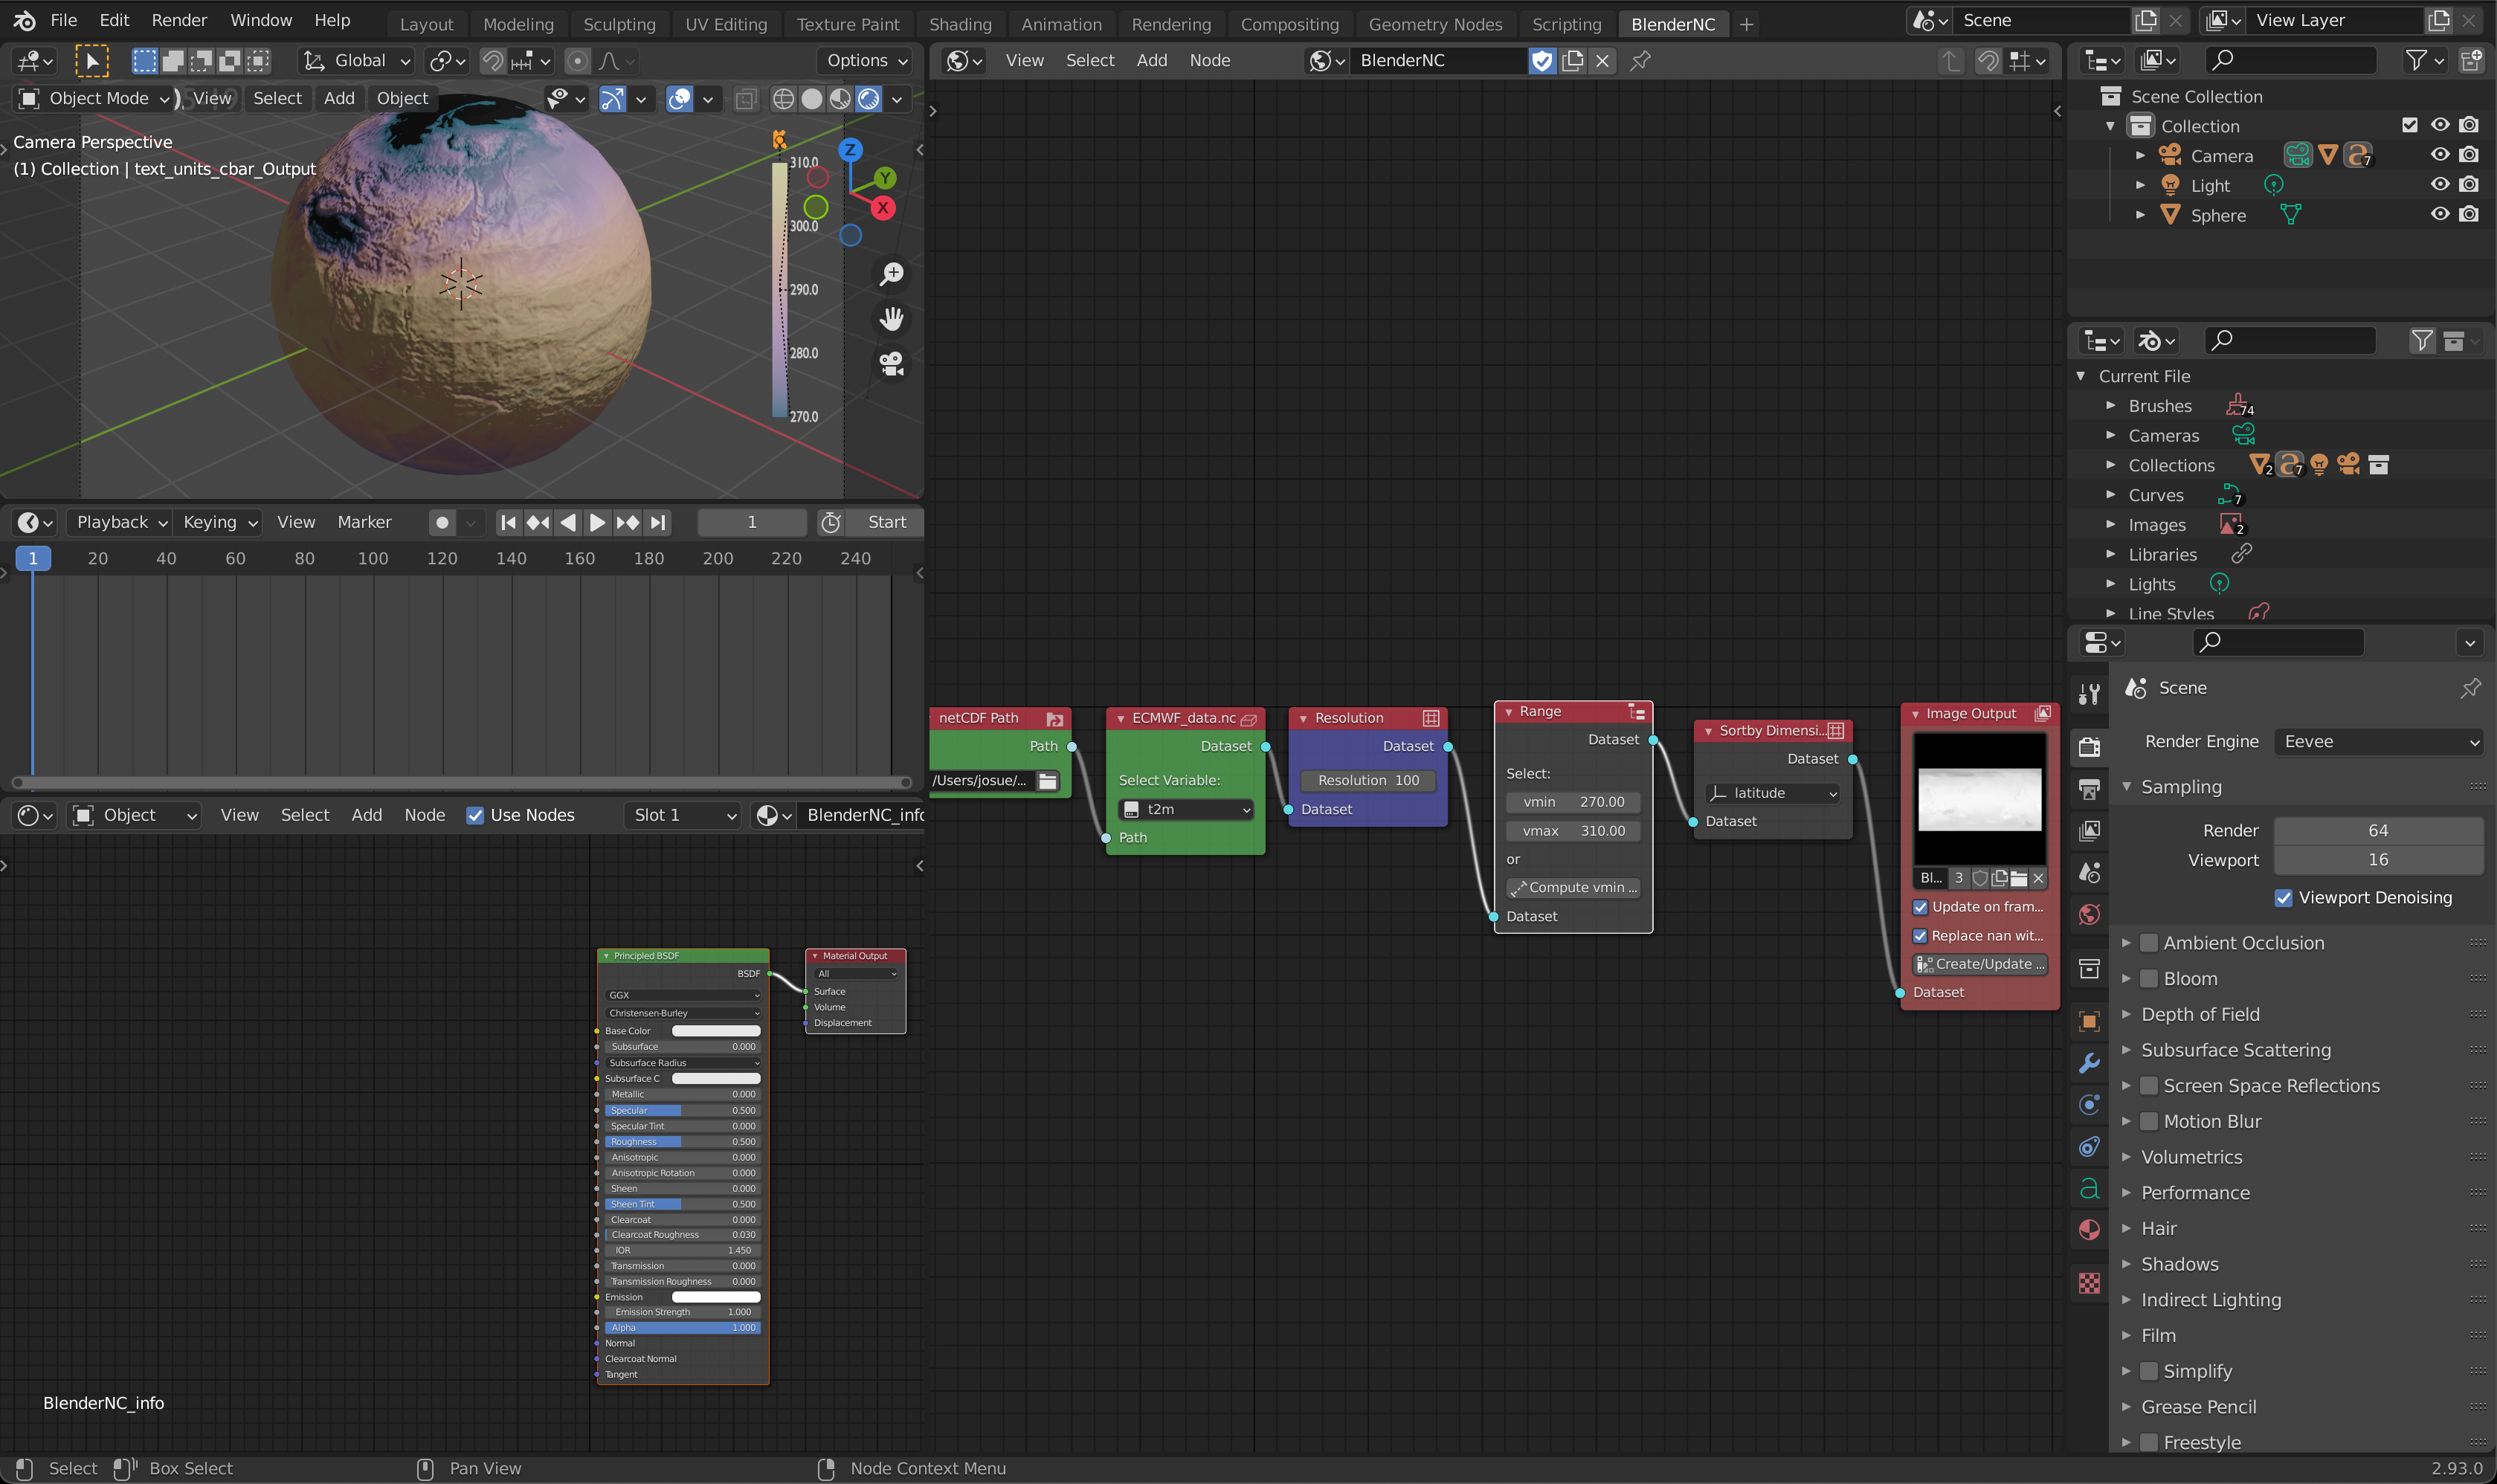 File Edit Render Window Help Layout Modeling Sculpting UV Editing Texture Paint Shading Animation Rendering Compositing Geometry Nodes Scripting BlenderNC Scene View Layer
Global Options
Object Mode View Select Add Object
Camera Perspective
(1) Collection | text_units_cbar_Output
310.0
300.0
290.0
280.0
270.0
Z
Y
X
Playback Keying View Marker 1 Start
1 20 40 60 80 100 120 140 160 180 200 220 240
Object View Select Add Node Use Nodes Slot 1 BlenderNC_info
Principled BSDF
BSDF
GGX
Christensen-Burley
Base Color
Subsurface 0.000
Subsurface Radius
Subsurface C
Metallic 0.000
Specular 0.500
Specular Tint 0.000
Roughness 0.500
Anisotropic 0.000
Anisotropic Rotation 0.000
Sheen 0.000
Sheen Tint 0.500
Clearcoat 0.000
Clearcoat Roughness 0.030
IOR 1.450
Transmission 0.000
Transmission Roughness 0.000
Emission
Emission Strength 1.000
Alpha 1.000
Normal
Clearcoat Normal
Tangent
Material Output
All
Surface
Volume
Displacement
BlenderNC_info
View Select Add Node BlenderNC
netCDF Path
Path
/Users/josue/...
ECMWF_data.nc
Dataset
Select Variable:
t2m
Path
Resolution
Dataset
Resolution 100
Dataset
Range
Dataset
Select:
vmin 270.00
vmax 310.00
or
Compute vmin ...
Dataset
Sortby Dimensi...
Dataset
latitude
Dataset
Image Output
Bl... 3
Update on fram...
Replace nan wit...
Create/Update ...
Dataset
Scene Collection
Collection
Camera 7
Light
Sphere
Current File
Brushes 74
Cameras
Collections 2 7
Curves 7
Images 2
Libraries
Lights
Line Styles
Scene
Render Engine Eevee
Sampling
Render 64
Viewport 16
Viewport Denoising
Ambient Occlusion
Bloom
Depth of Field
Subsurface Scattering
Screen Space Reflections
Motion Blur
Volumetrics
Performance
Hair
Shadows
Indirect Lighting
Film
Simplify
Grease Pencil
Freestyle
Select Box Select Pan View Node Context Menu 2.93.0